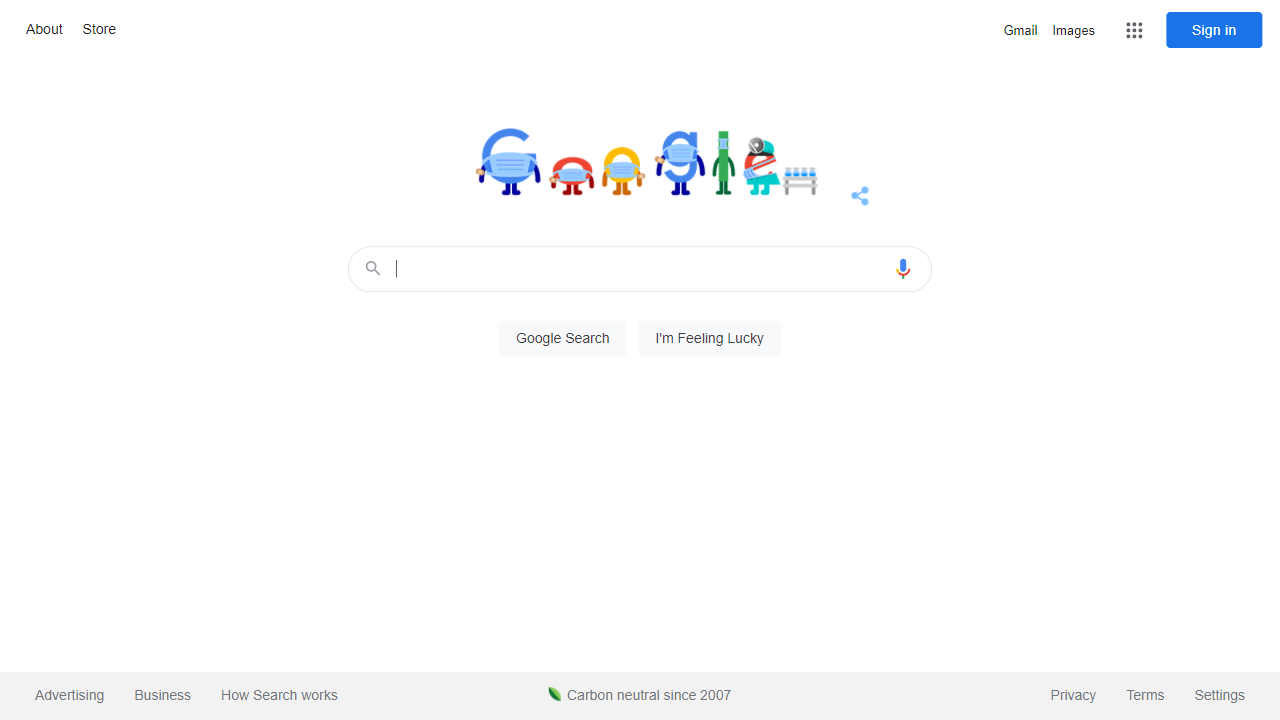 About Store
Gmail Images Sign in
Google
Google Search I'm Feeling Lucky
Advertising Business How Search works
Carbon neutral since 2007
Privacy Terms Settings